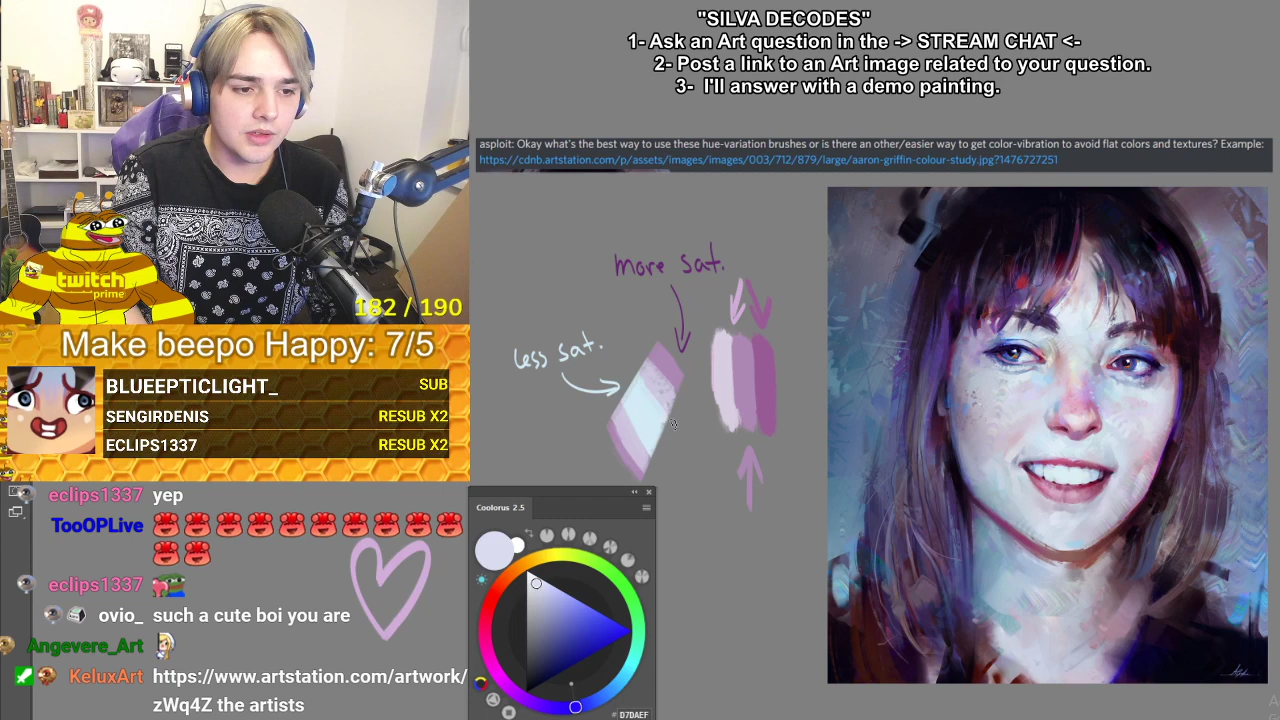 "SILVA DECODES"
1- Ask an Art question in the -> STREAM CHAT <-
2- Post a link to an Art image related to your question.
3- I'll answer with a demo painting.
asploit: Okay what's the best way to use these hue-variation brushes or is there an other/easier way to get color-vibration to avoid flat colors and textures? Example:
https://cdnb.artstation.com/p/assets/images/images/003/712/879/large/aaron-griffin-colour-study.jpg?1476727251
more sat.
less sat.
twitch
prime
182 / 190
Make beepo Happy: 7/5
BLUEEPTICLIGHT_ SUB
SENGIRDENIS RESUB X2
ECLIPS1337 RESUB X2
eclips1337 yep
TooOPLive
eclips1337
ovio_ such a cute boi you are
Angevere_Art
KeluxArt https://www.artstation.com/artwork/
zWq4Z the artists
Coolorus 2.5
# D7DAEF